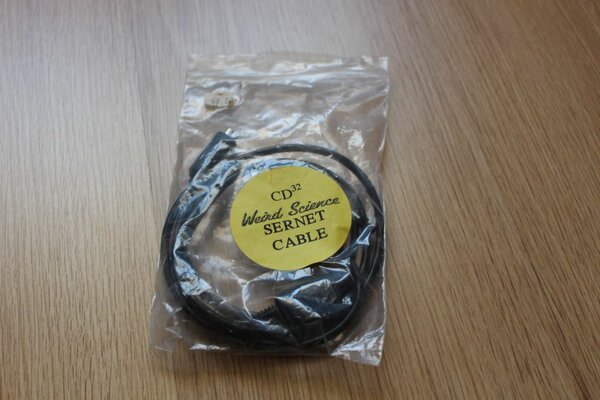 CD32
Weird Science
SERNET
CABLE